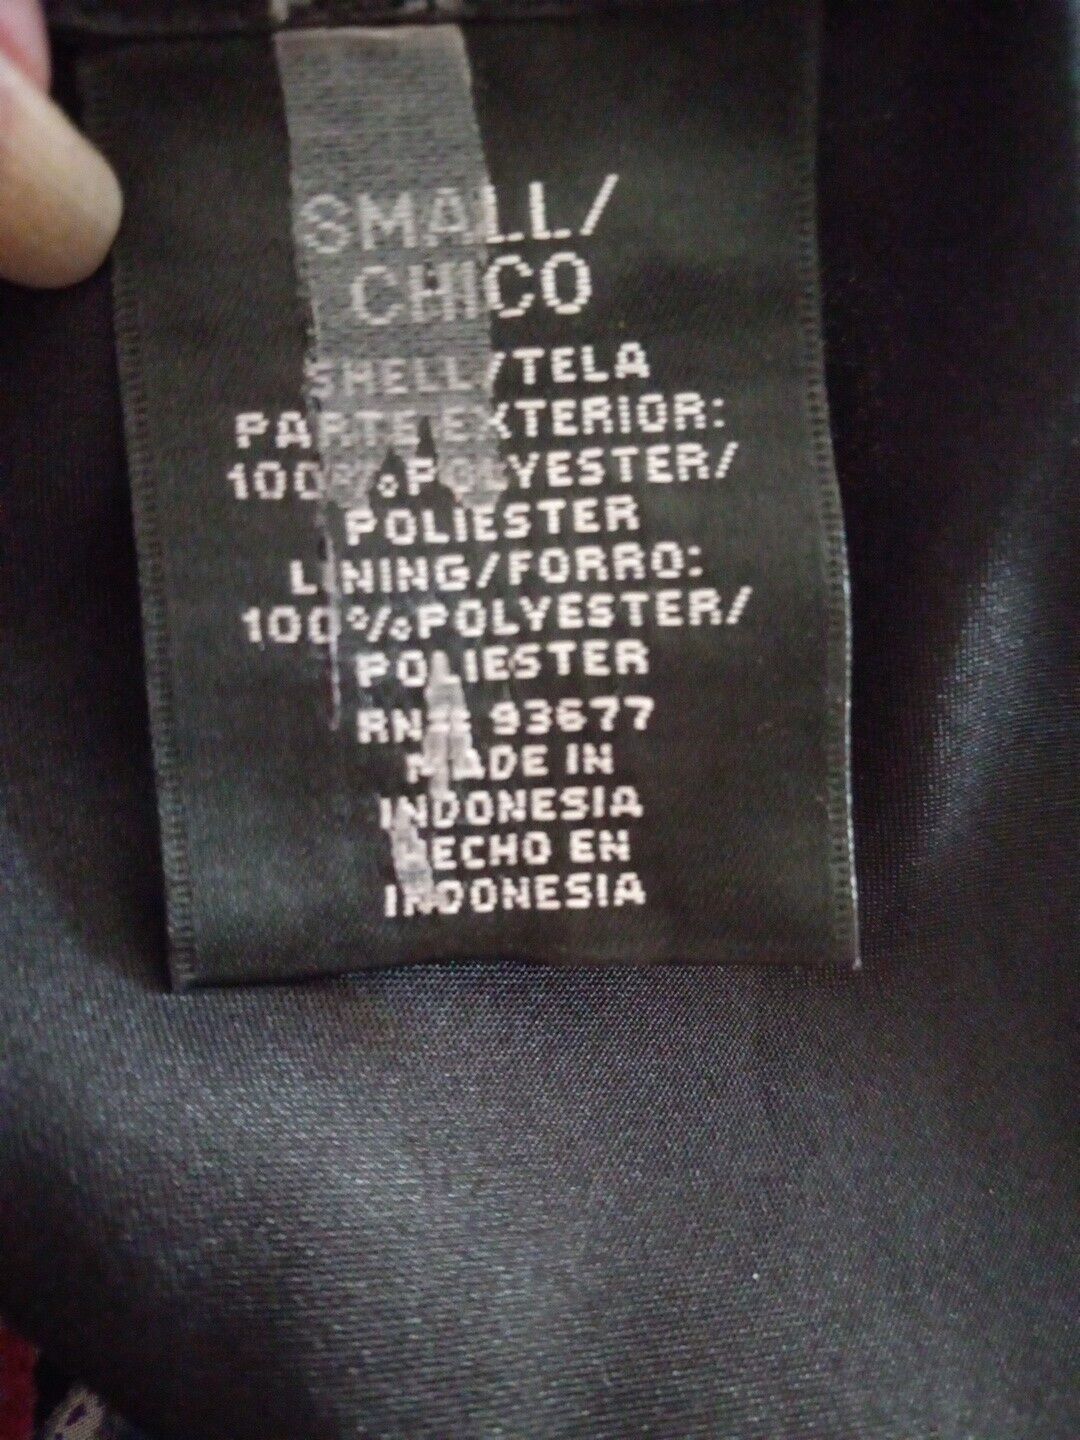 SMALL/
CHICO
SHELL/TELA
PARTE EXTERIOR:
100%POLYESTER/
POLIESTER
LINING/FORRO:
100%POLYESTER/
POLIESTER
RN# 93677
MADE IN
INDONESIA
HECHO EN
INDONESIA